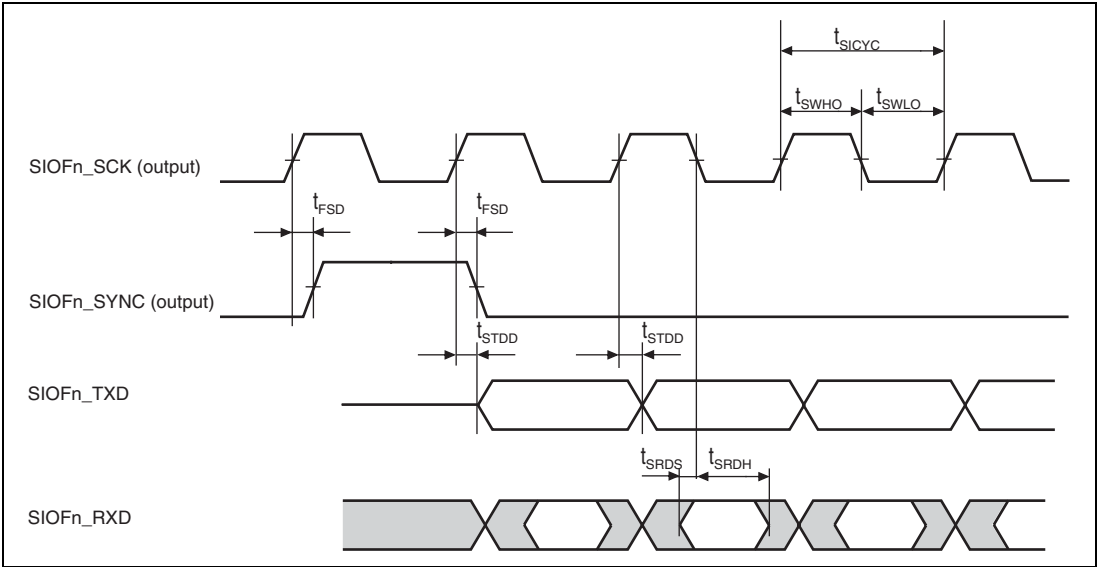 tSICYC
tSWHO tSWLO
SIOFn_SCK (output)
tFSD tFSD
SIOFn_SYNC (output)
tSTDD tSTDD
SIOFn_TXD
tSRDS tSRDH
SIOFn_RXD